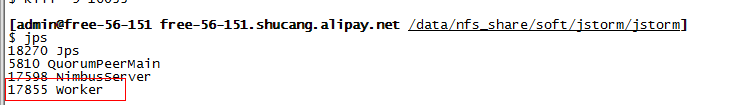 [admin@free-56-151 free-56-151.shucang.alipay.net /data/nfs_share/soft/jstorm/jstorm]
$ jps
18270 Jps
5810 QuorumPeerMain
17598 NimbusServer
17855 Worker